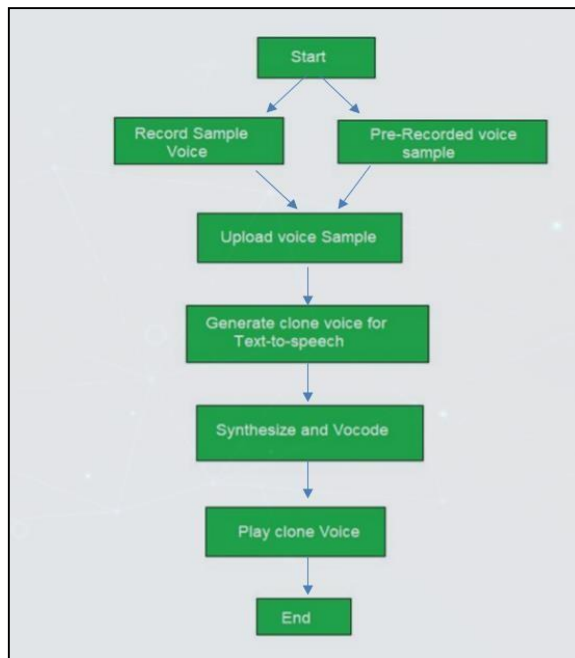 Start
Record Sample
Voice
Pre-Recorded voice
sample
Upload voice Sample
Generate clone voice for
Text-to-speech
Synthesize and Vocode
Play clone Voice
End